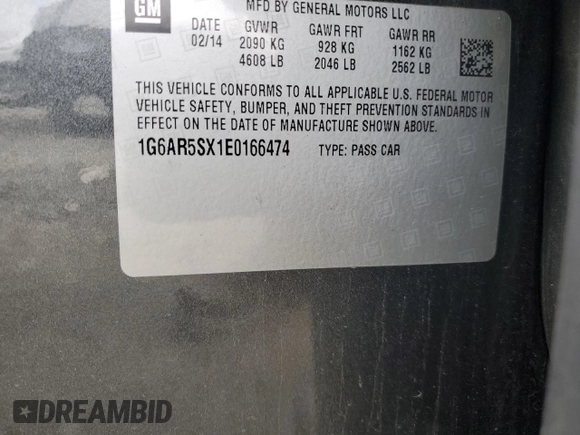 GM
MFD BY GENERAL MOTORS LLC
DATE GVWR GAWR FRT GAWR RR
02/14 2090 KG 928 KG 1162 KG
4608 LB 2046 LB 2562 LB
THIS VEHICLE CONFORMS TO ALL APPLICABLE U.S. FEDERAL MOTOR
VEHICLE SAFETY, BUMPER, AND THEFT PREVENTION STANDARDS IN
EFFECT ON THE DATE OF MANUFACTURE SHOWN ABOVE.
1G6AR5SX1E0166474 TYPE: PASS CAR
DREAMBID